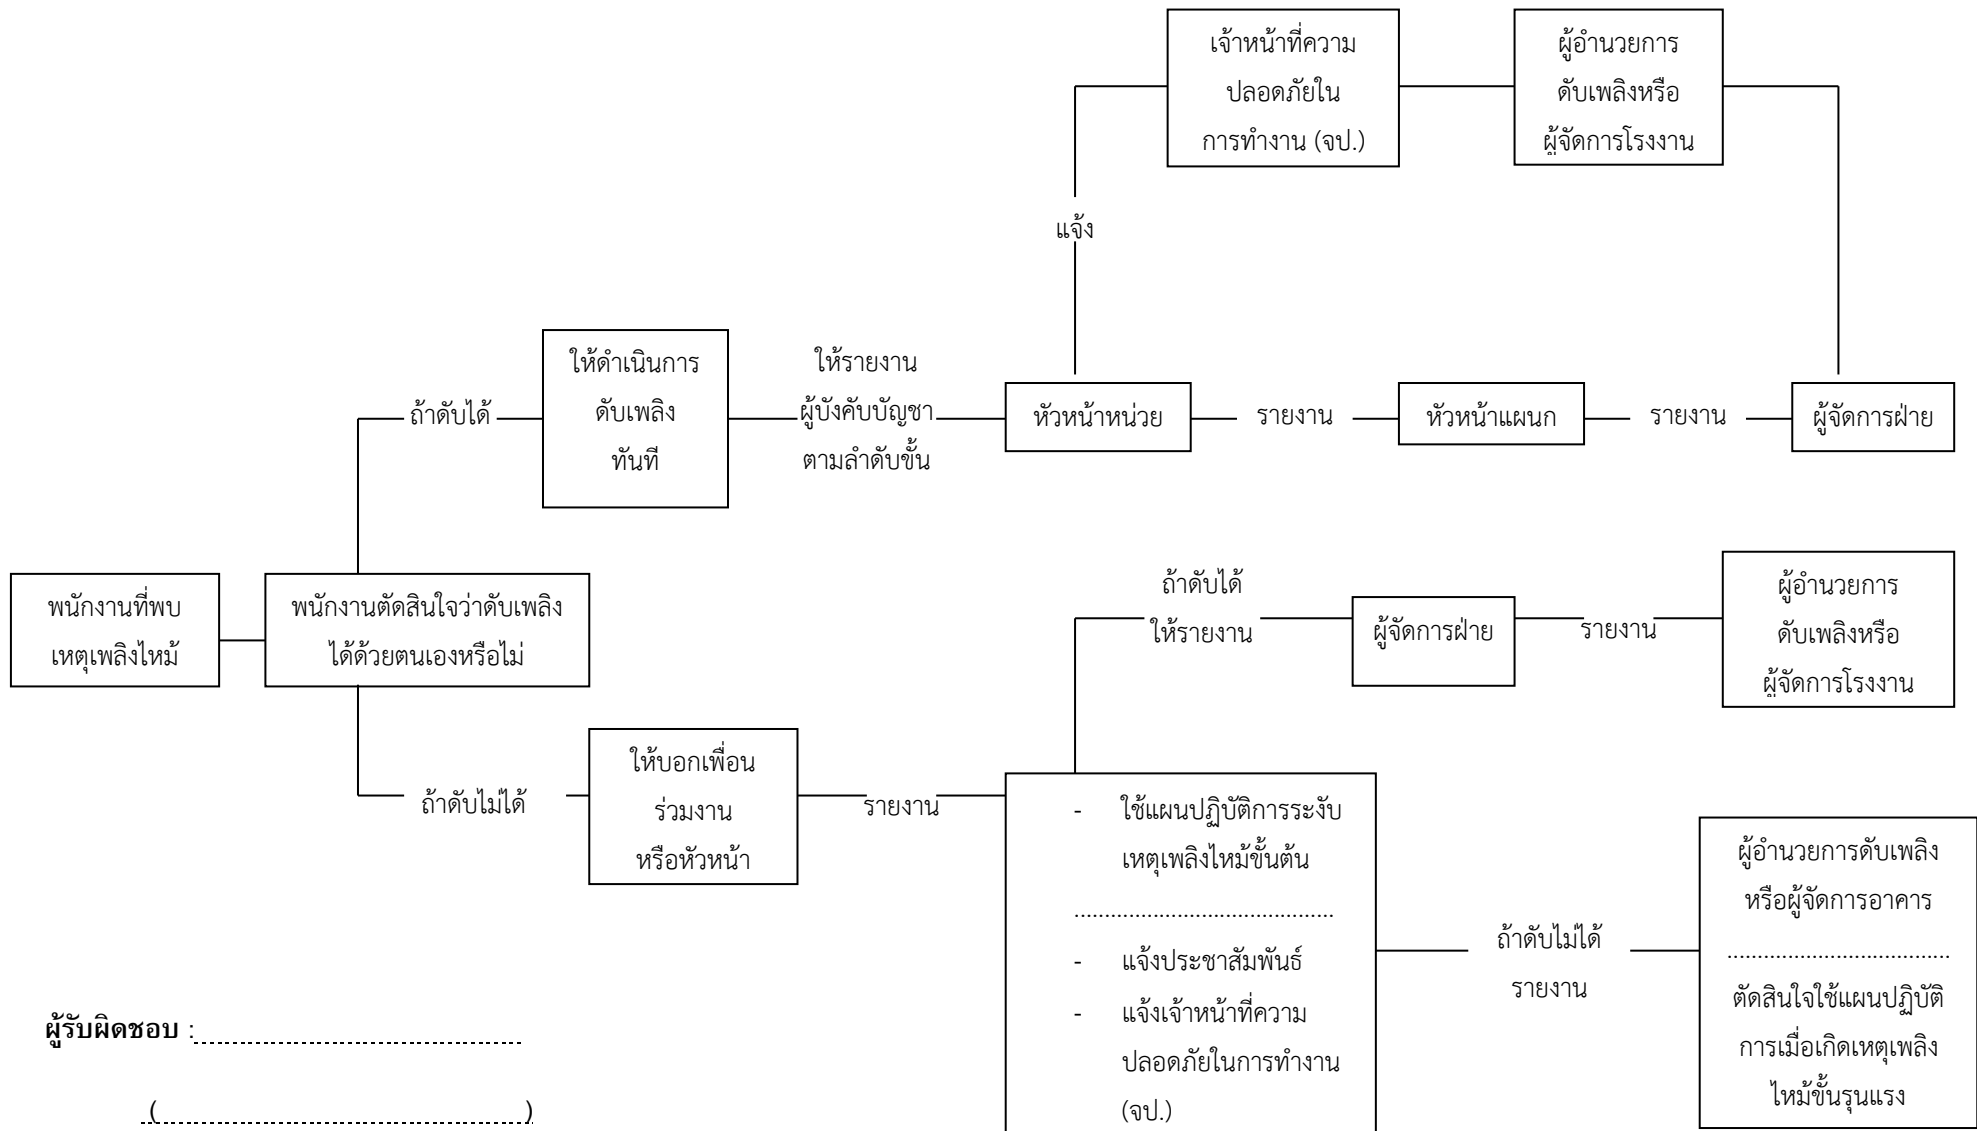 เจ้าหน้าที่ความ
ปลอดภัยใน
การทำงาน (จป.)
ผู้อำนวยการ
ดับเพลิงหรือ
ผู้จัดการโรงงาน
แจ้ง
ถ้าดับได้
ให้ดำเนินการ
ดับเพลิง
ทันที
ให้รายงาน
ผู้บังคับบัญชา
ตามลำดับขั้น
หัวหน้าหน่วย
รายงาน
หัวหน้าแผนก
รายงาน
ผู้จัดการฝ่าย
พนักงานที่พบ
เหตุเพลิงไหม้
พนักงานตัดสินใจว่าดับเพลิง
ได้ด้วยตนเองหรือไม่
ถ้าดับได้
ให้รายงาน
ผู้จัดการฝ่าย
รายงาน
ผู้อำนวยการ
ดับเพลิงหรือ
ผู้จัดการโรงงาน
ถ้าดับไม่ได้
ให้บอกเพื่อน
ร่วมงาน
หรือหัวหน้า
รายงาน
- ใช้แผนปฏิบัติการระงับ
เหตุเพลิงไหม้ขั้นต้น
...........................................
- แจ้งประชาสัมพันธ์
- แจ้งเจ้าหน้าที่ความ
ปลอดภัยในการทำงาน
(จป.)
ถ้าดับไม่ได้
รายงาน
ผู้อำนวยการดับเพลิง
หรือผู้จัดการอาคาร
.....................................
ตัดสินใจใช้แผนปฏิบัติ
การเมื่อเกิดเหตุเพลิง
ไหม้ขั้นรุนแรง
ผู้รับผิดชอบ :..........................................
(................................................)